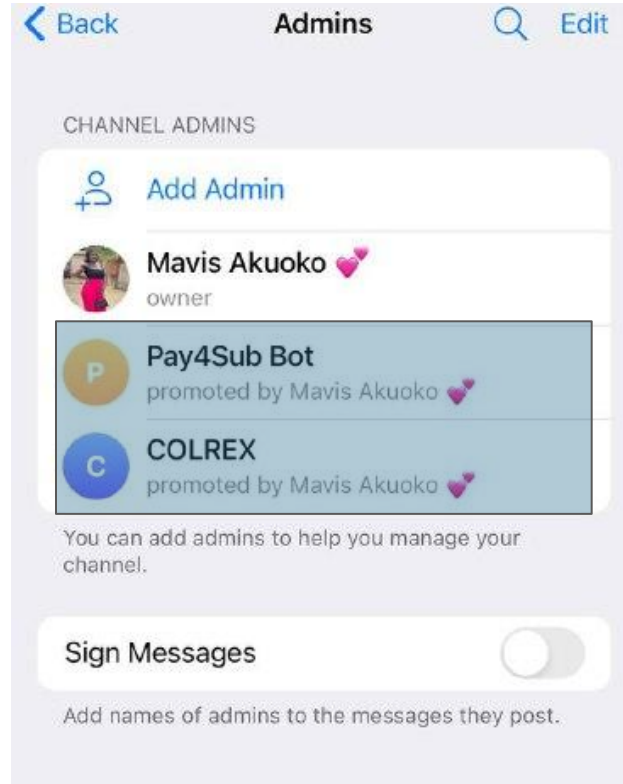 Back Admins Edit
CHANNEL ADMINS
Add Admin
Mavis Akuoko 💕
owner
P
Pay4Sub Bot
promoted by Mavis Akuoko 💕
C
COLREX
promoted by Mavis Akuoko 💕
You can add admins to help you manage your
channel.
Sign Messages
Add names of admins to the messages they post.